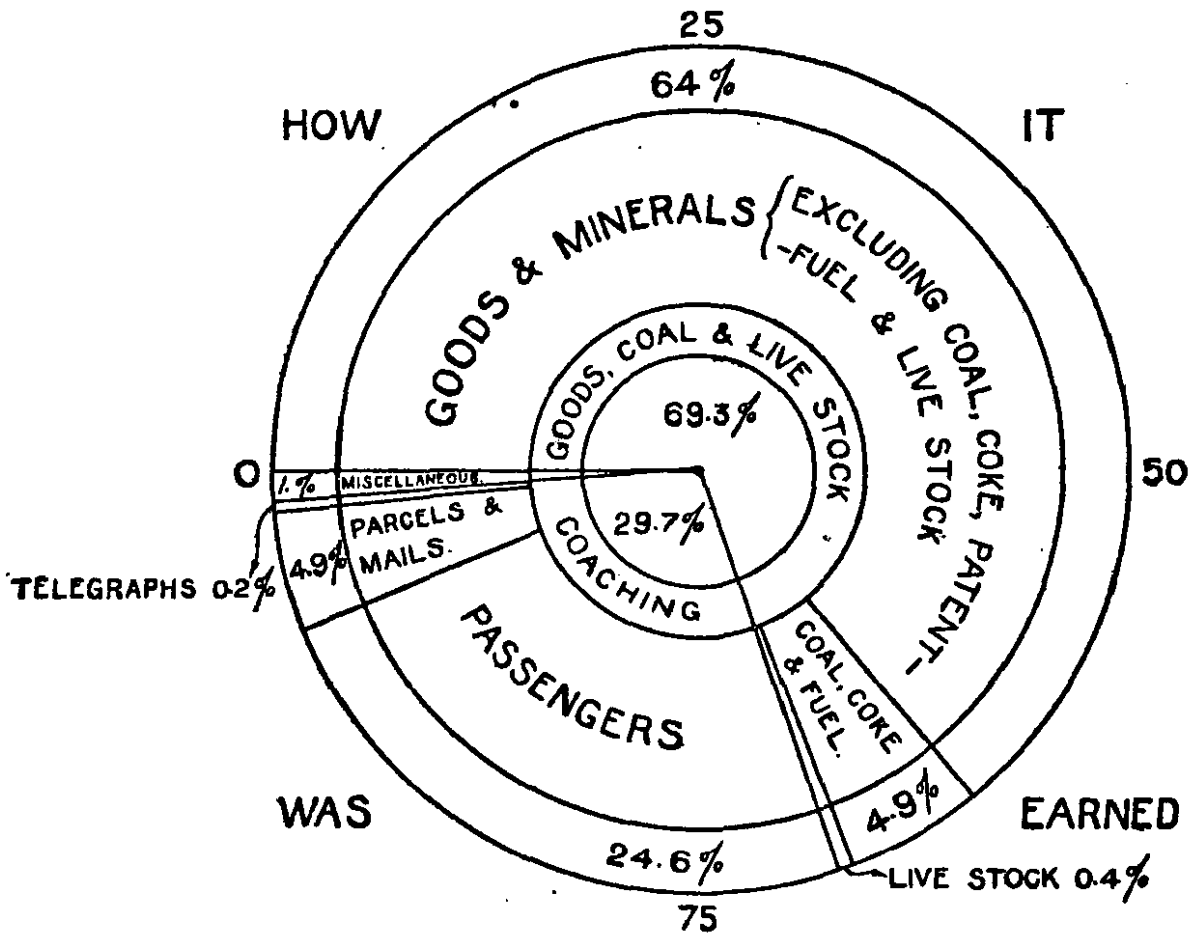 25
64%
HOW
IT
GOODS & MINERALS
{EXCLUDING COAL, COKE, PATENT-
-FUEL & LIVE STOCK
GOODS, COAL & LIVE STOCK
69.3%
0
50
1.%
MISCELLANEOUS.
29.7%
COACHING
PARCELS &
MAILS.
4.9%
TELEGRAPHS 0.2%
PASSENGERS
COAL, COKE
& FUEL.
4.9%
WAS
EARNED
24.6%
LIVE STOCK 0.4%
75